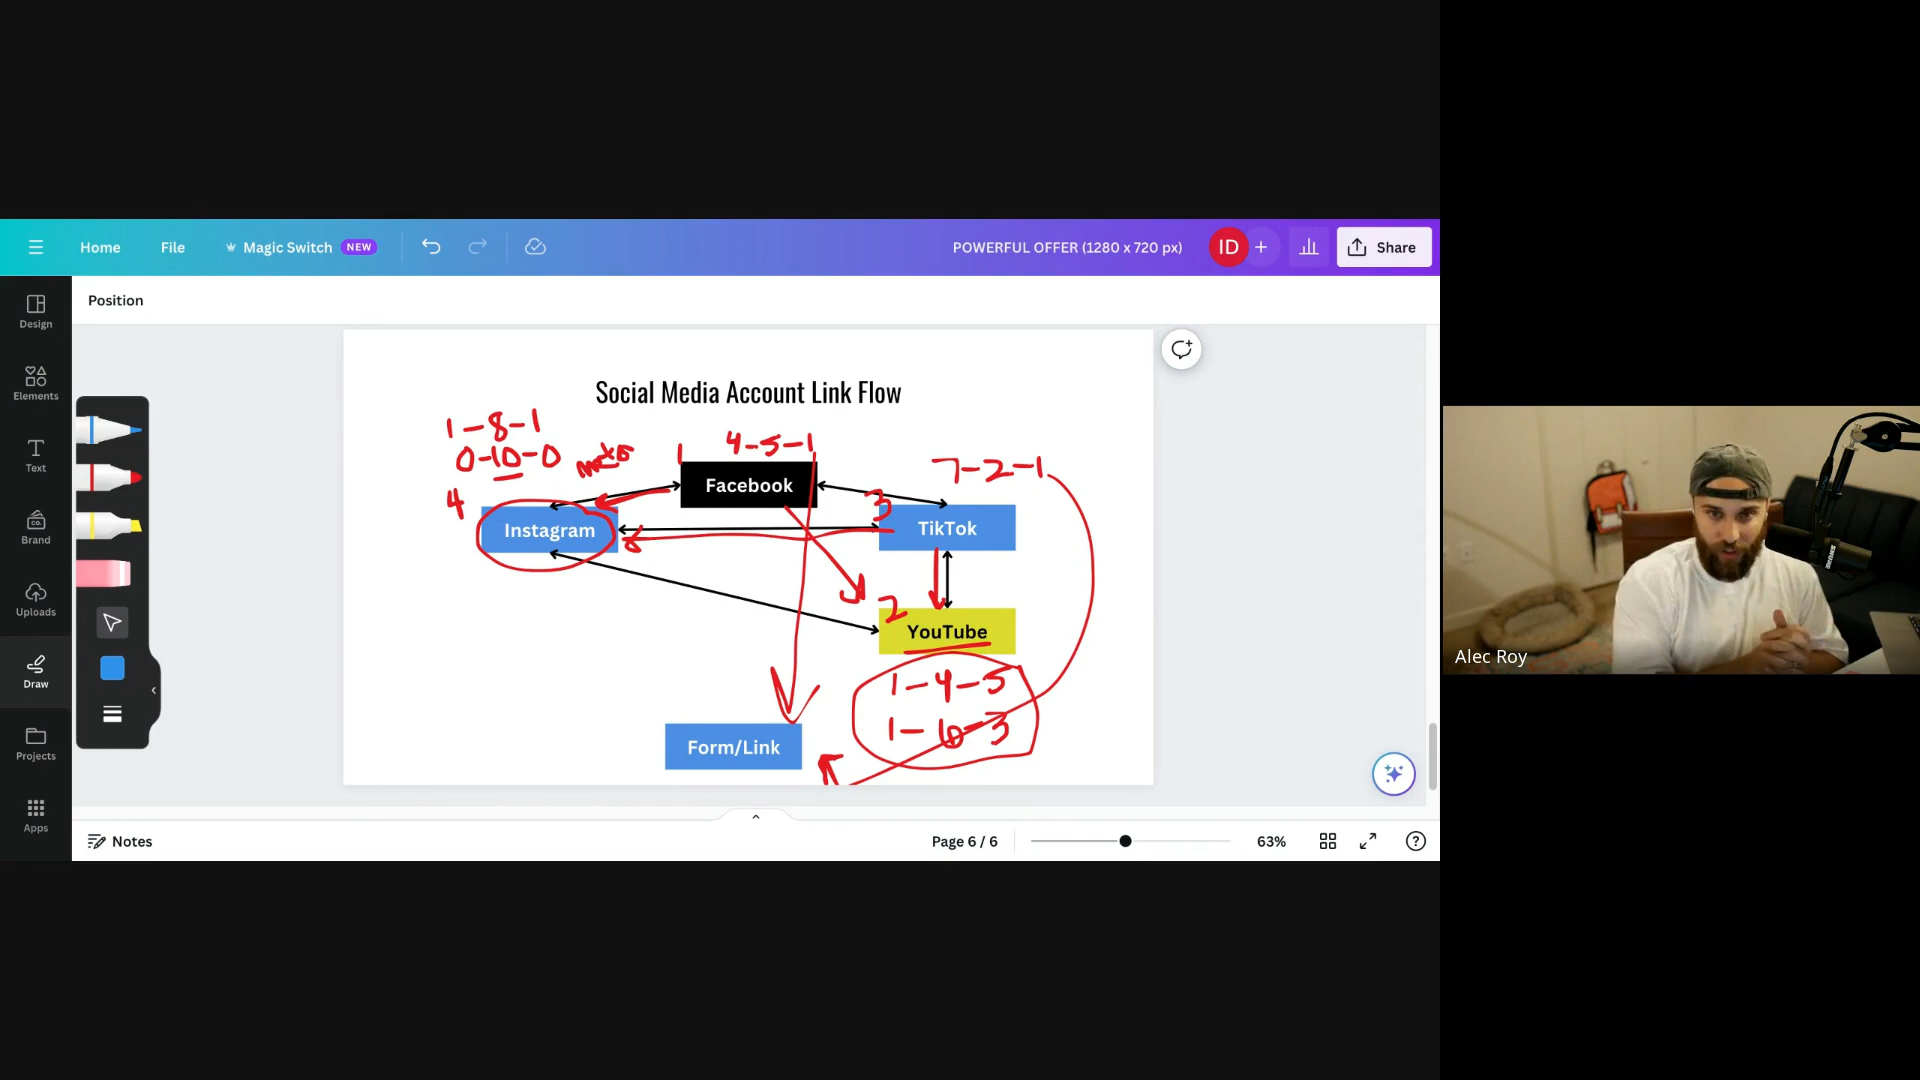 Home File Magic Switch NEW POWERFUL OFFER (1280 x 720 px) ID + Share
Position
Design
Elements
Text
Brand
Uploads
Draw
Projects
Apps
Social Media Account Link Flow
1-8-1
0-10-0
4
1
4-5-1
7-2-1
Facebook
3
Instagram
TikTok
2
YouTube
1-4-5
1-10-3
Form/Link
Notes
Page 6 / 6
63%
Alec Roy